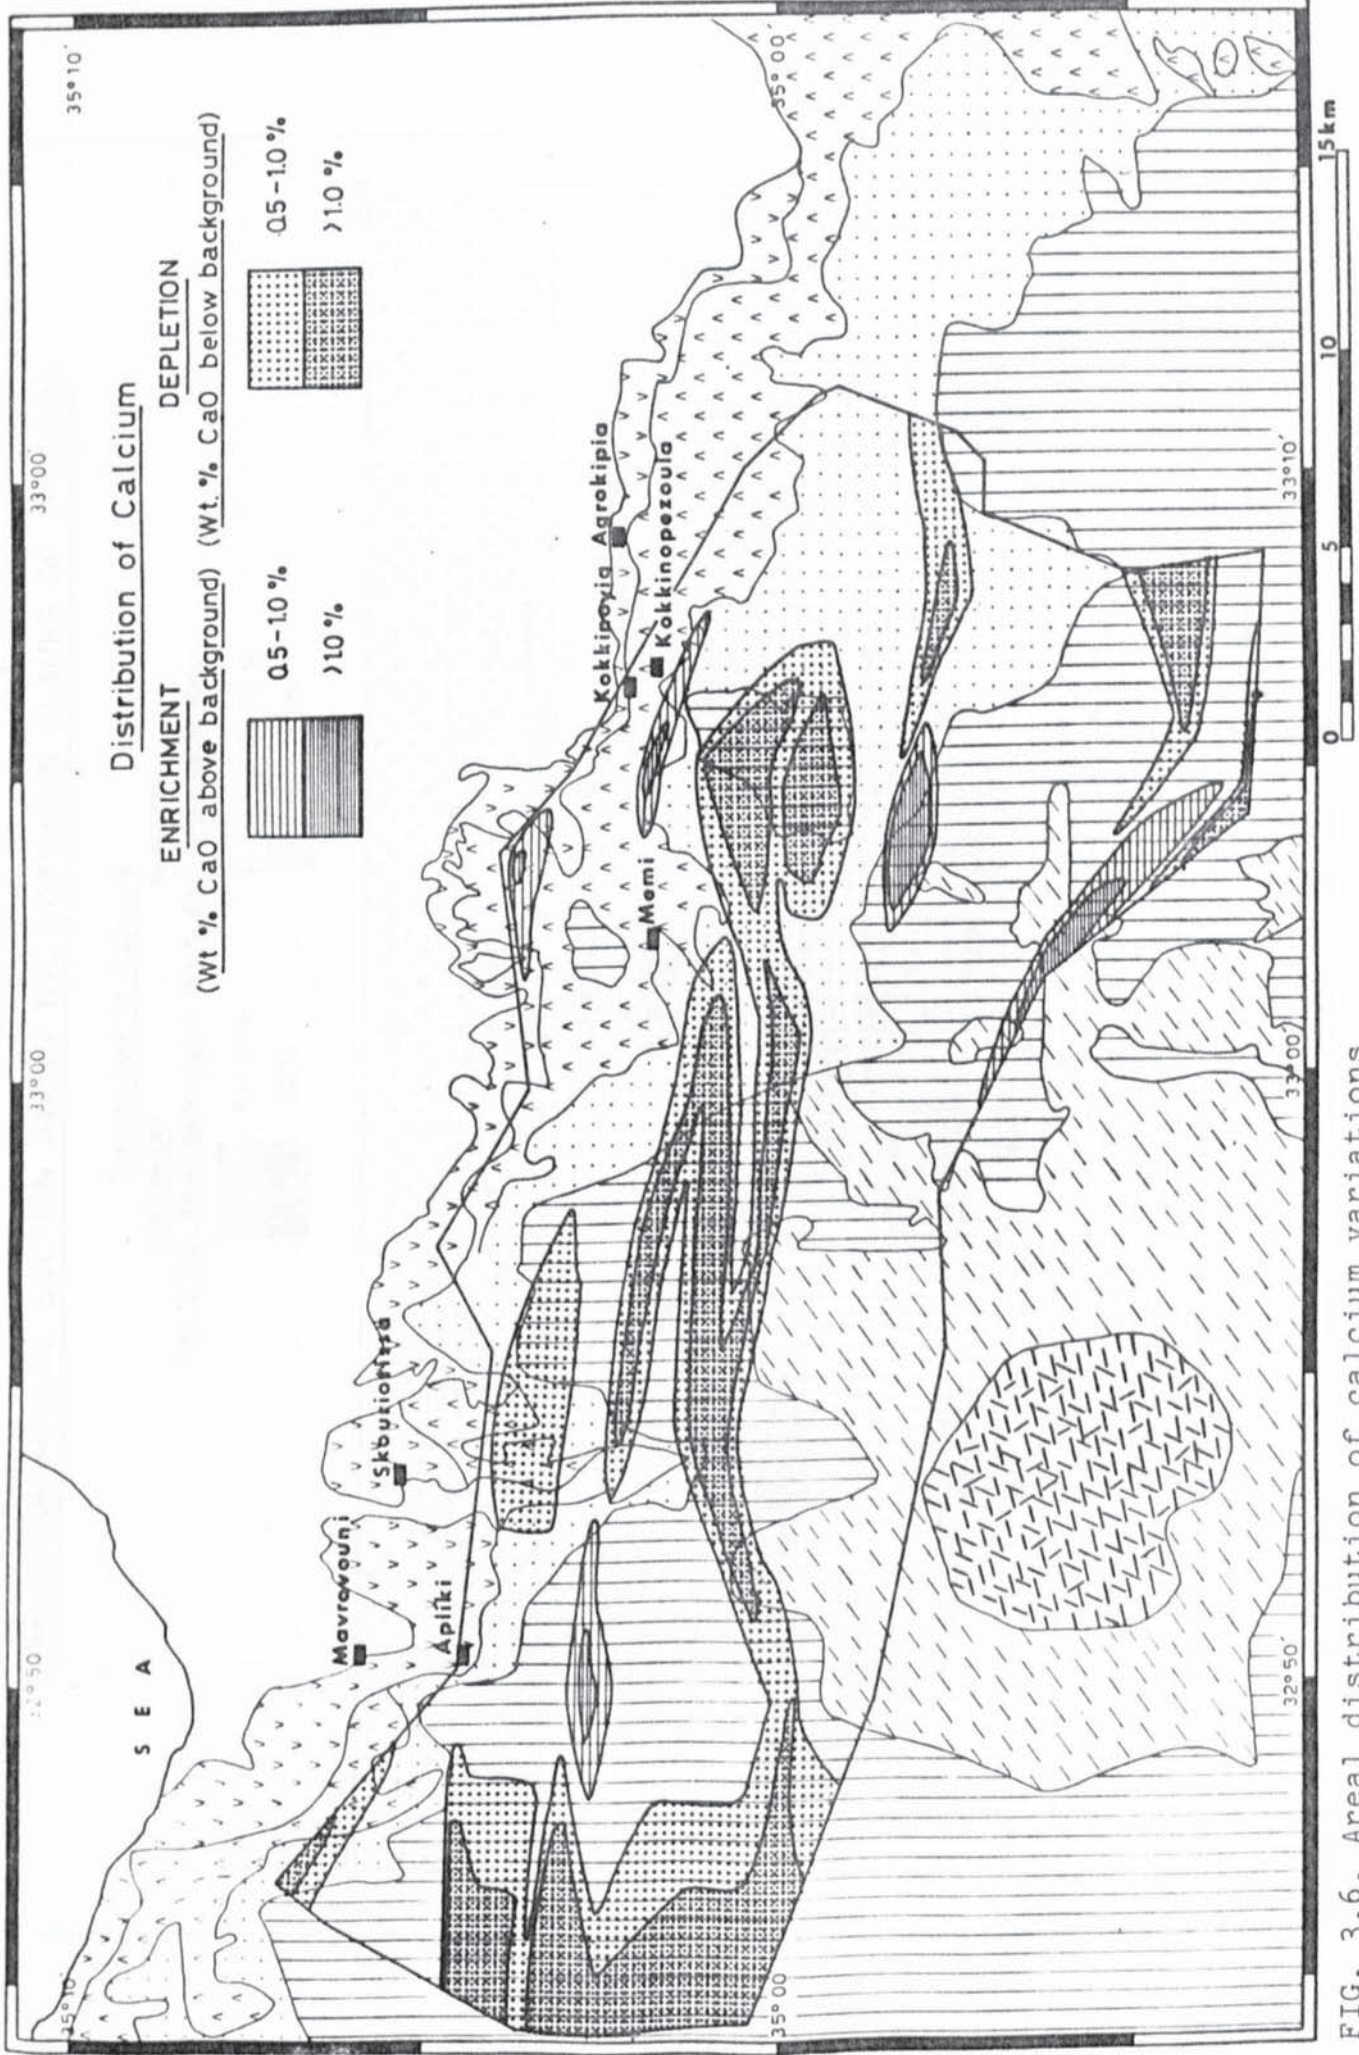 Distribution of Calcium
ENRICHMENT
(Wt % CaO above background)
0.5-1.0 %
>1.0 %
DEPLETION
(Wt. % CaO below background)
0.5-1.0 %
>1.0 %
33°00'
33°00'
35°10'
35°10'
35°00'
35°00'
32°50'
33°00'
33°10'
SEA
Mavrovouni
Apliki
Skouriotissa
Memi
Kokkinoyia
Agrokipia
Kokkinopezoula
0
5
10
15km
FIG. 3.6. Areal distribution of calcium variations